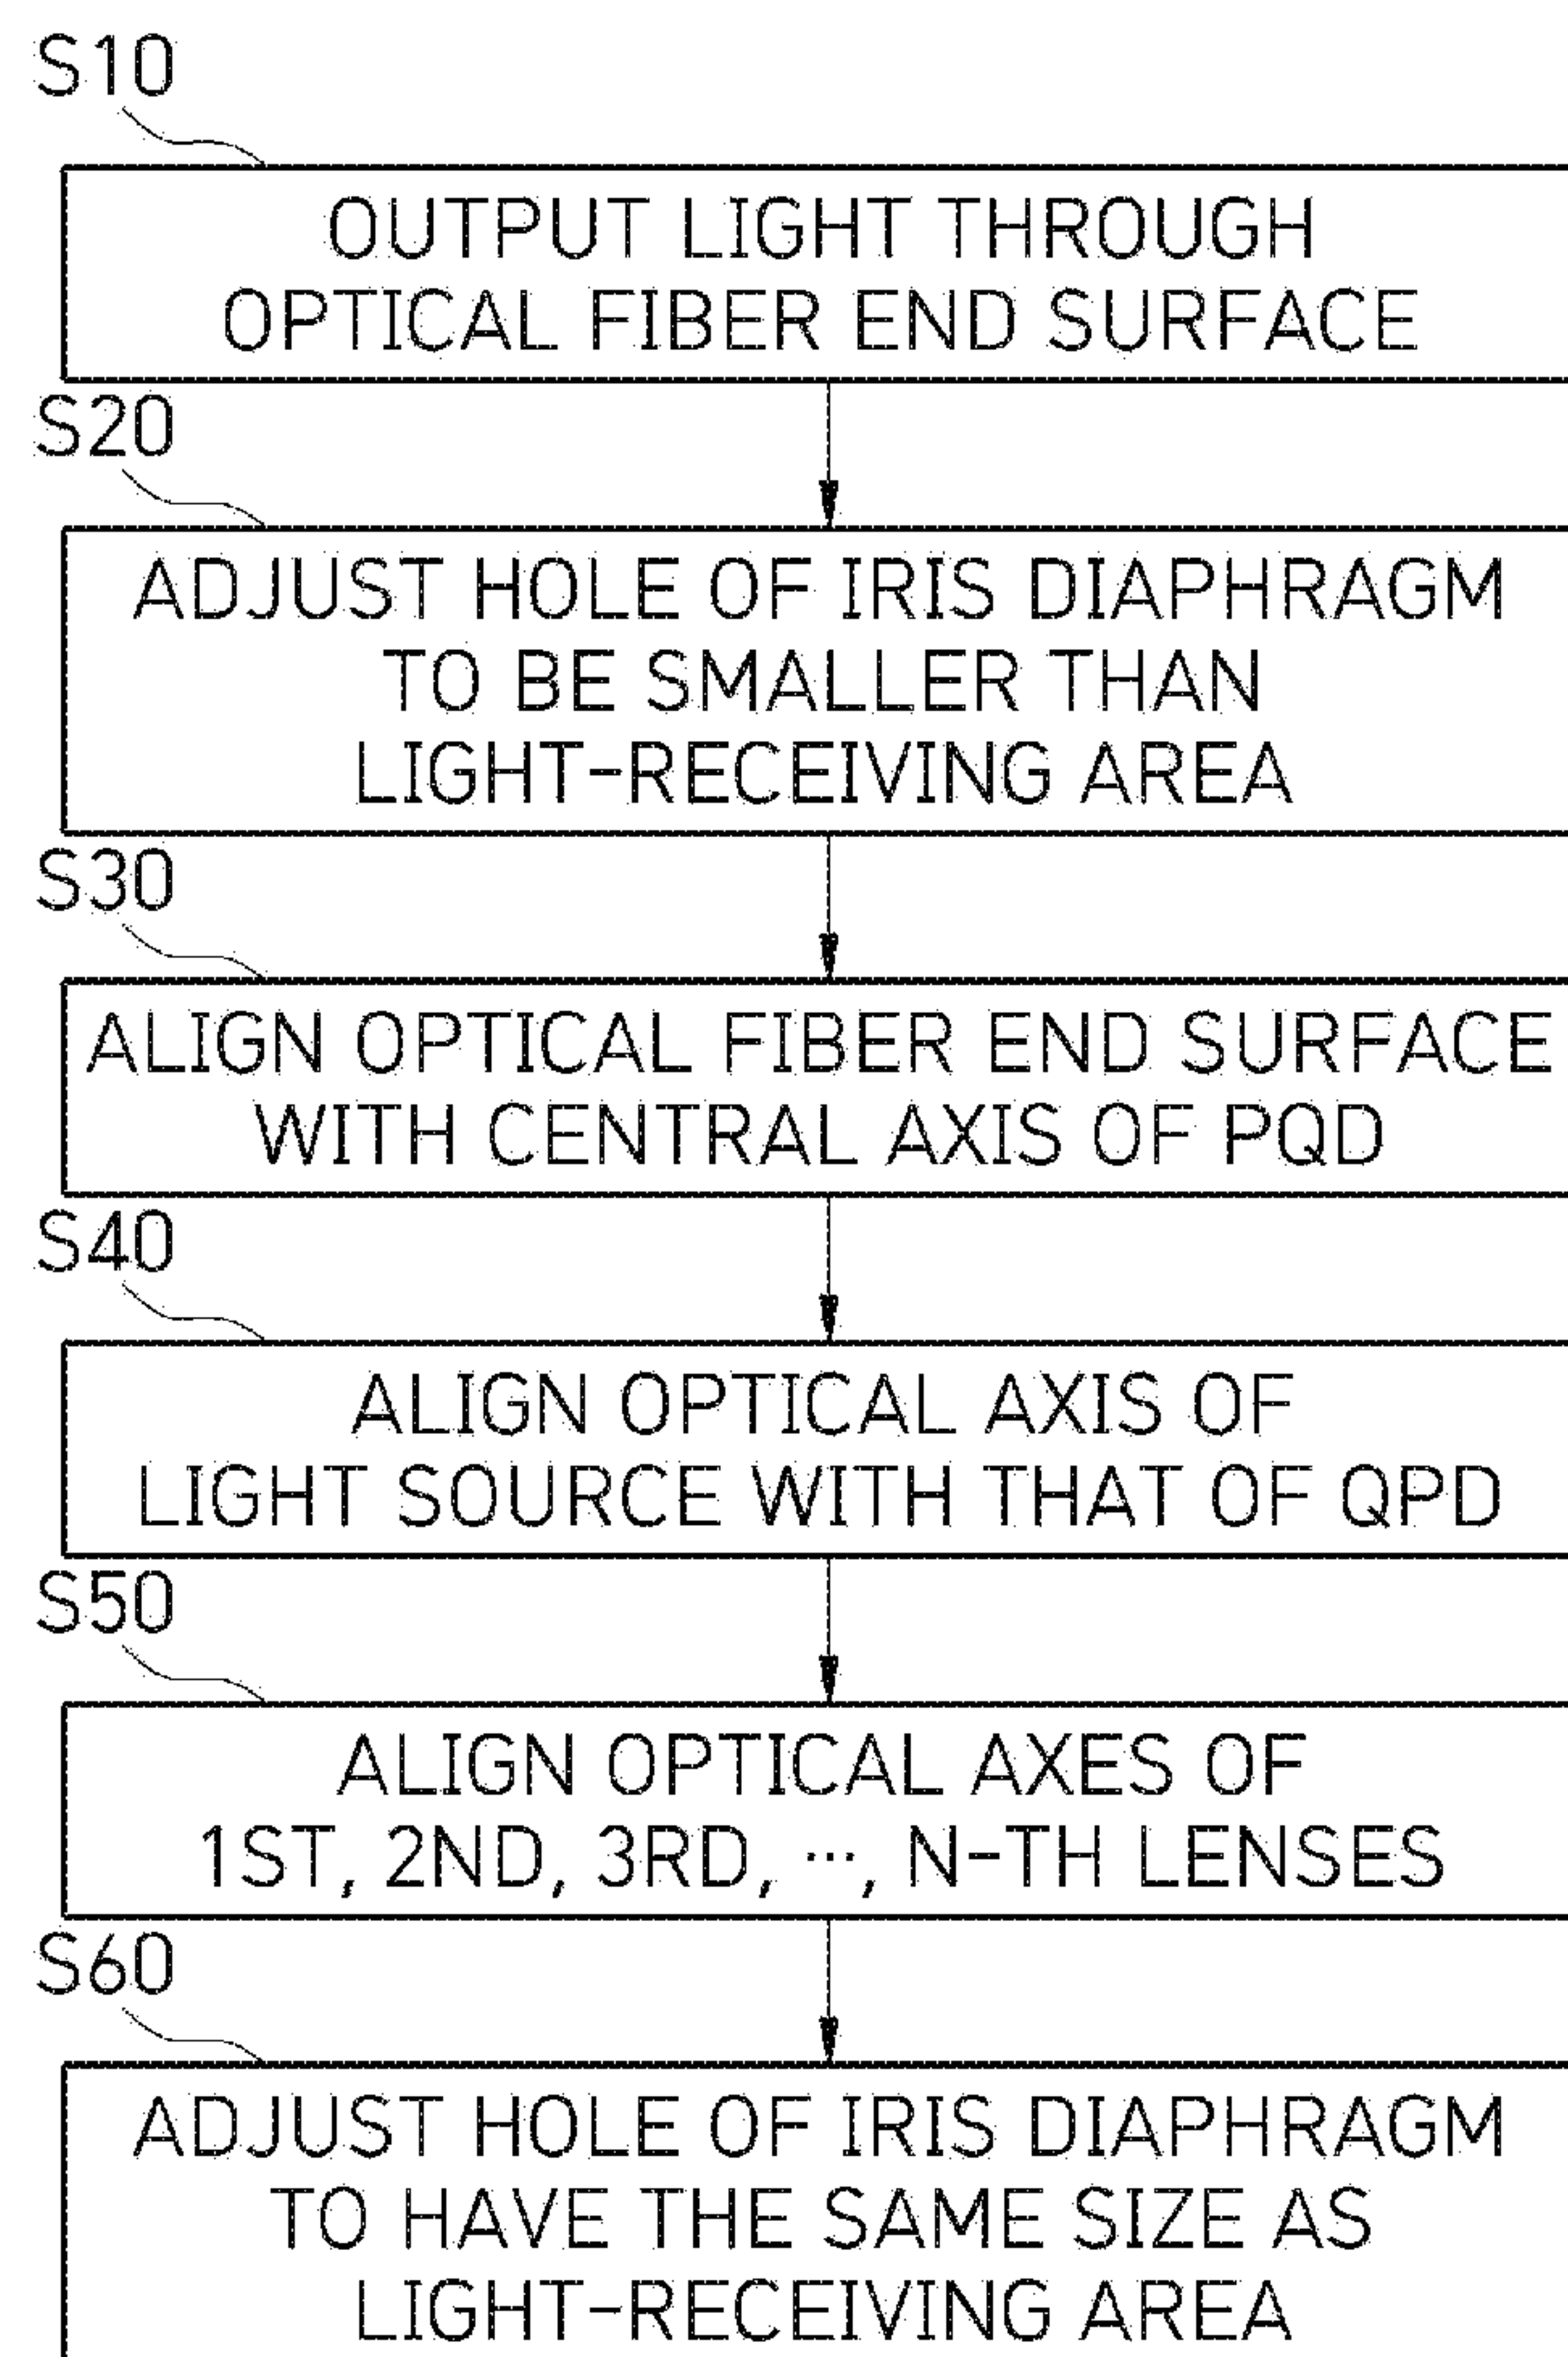 S10
OUTPUT LIGHT THROUGH
OPTICAL FIBER END SURFACE
S20
ADJUST HOLE OF IRIS DIAPHRAGM
TO BE SMALLER THAN
LIGHT-RECEIVING AREA
S30
ALIGN OPTICAL FIBER END SURFACE
WITH CENTRAL AXIS OF PQD
S40
ALIGN OPTICAL AXIS OF
LIGHT SOURCE WITH THAT OF QPD
S50
ALIGN OPTICAL AXES OF
1ST, 2ND, 3RD, ···, N-TH LENSES
S60
ADJUST HOLE OF IRIS DIAPHRAGM
TO HAVE THE SAME SIZE AS
LIGHT-RECEIVING AREA